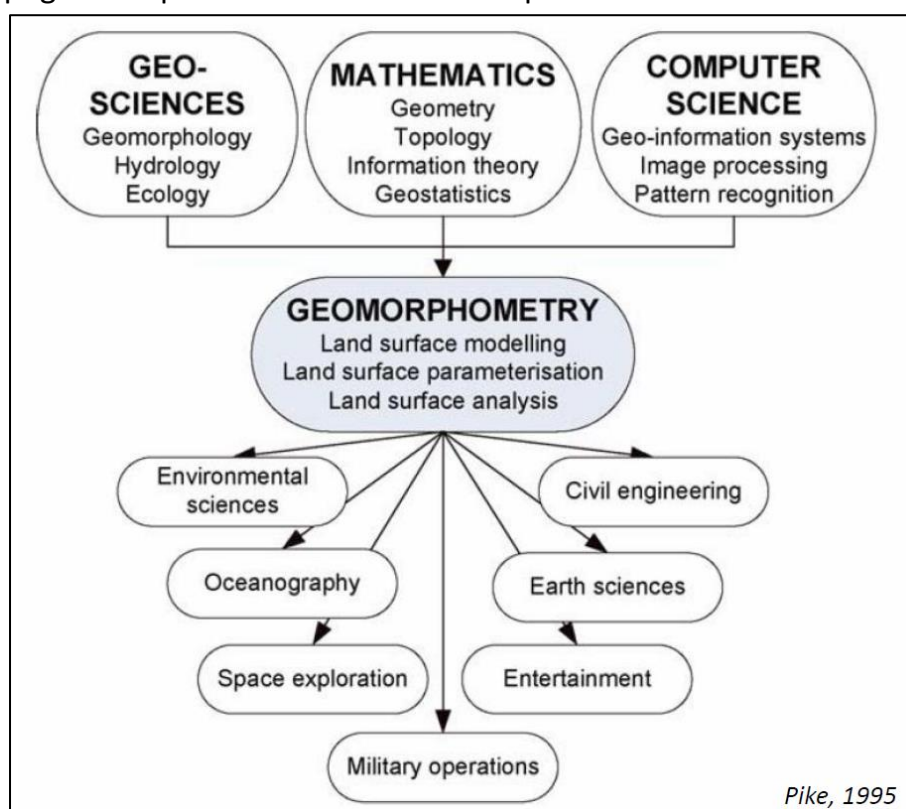 GEO-
SCIENCES
Geomorphology
Hydrology
Ecology
MATHEMATICS
Geometry
Topology
Information theory
Geostatistics
COMPUTER
SCIENCE
Geo-information systems
Image processing
Pattern recognition
GEOMORPHOMETRY
Land surface modelling
Land surface parameterisation
Land surface analysis
Environmental
sciences
Civil engineering
Oceanography
Earth sciences
Space exploration
Entertainment
Military operations
Pike, 1995